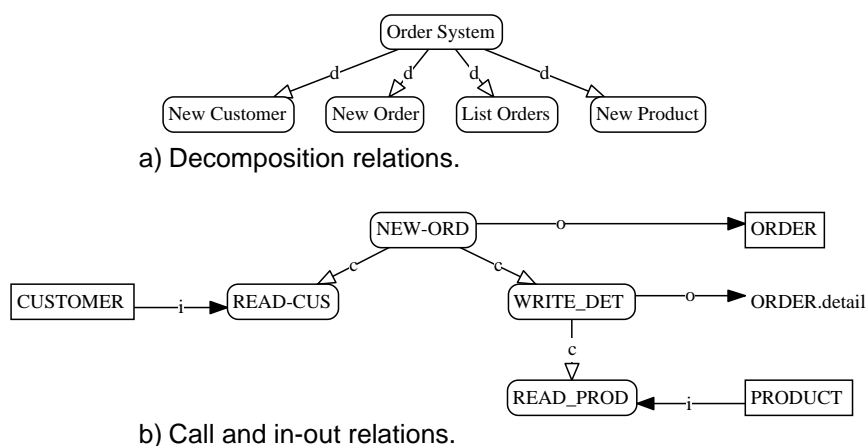 Order System
d d d d
New Customer New Order List Orders New Product
a) Decomposition relations.
NEW-ORD o ORDER
c c
CUSTOMER i READ-CUS WRITE_DET o ORDER.detail
c
READ_PROD i PRODUCT
b) Call and in-out relations.